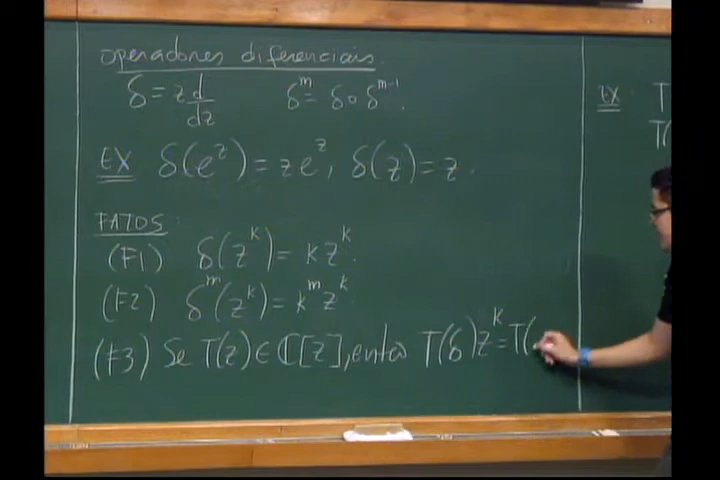 operadores diferenciais.
δ = z d/dz   δ^m = δ∘δ^{m-1}.
EX δ(e^z) = z e^z, δ(z) = z.
FATOS:
(F1) δ(z^k) = k z^k.
(F2) δ^m(z^k) = k^m z^k
(F3) Se T(z) ∈ ℂ[z], então T(δ)z^k = T(
EX T
T(